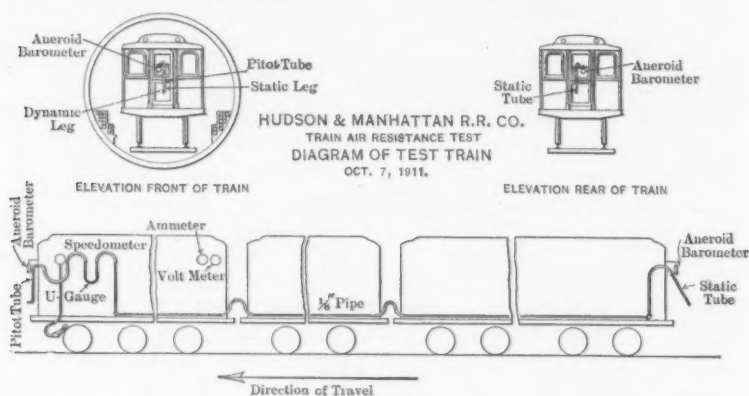 Aneroid
Barometer
Pitot Tube
Static Leg
Dynamic
Leg
ELEVATION FRONT OF TRAIN
HUDSON & MANHATTAN R.R. CO.
TRAIN AIR RESISTANCE TEST
DIAGRAM OF TEST TRAIN
OCT. 7, 1911.
Aneroid
Barometer
Static
Tube
ELEVATION REAR OF TRAIN
Aneroid
Barometer
Pitot Tube
Speedometer
U-Gauge
Ammeter
Volt Meter
⅛" Pipe
Aneroid
Barometer
Static
Tube
Direction of Travel